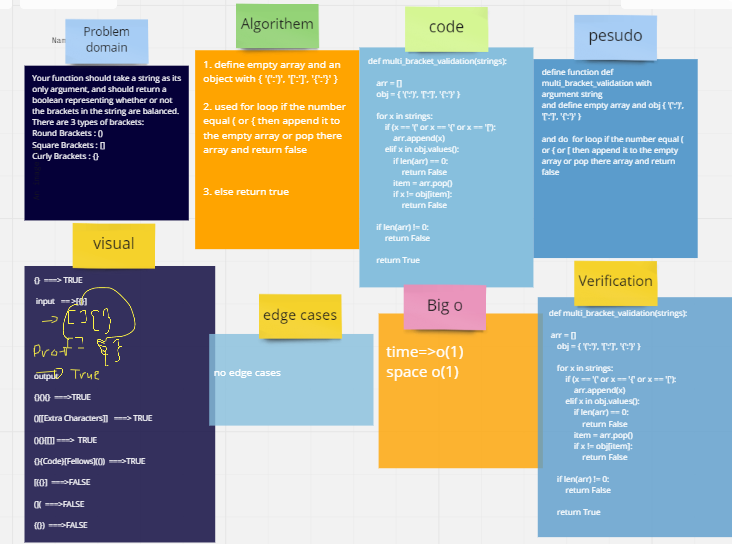 Nam
Problem
domain
Your function should take a string as its
only argument, and should return a
boolean representing whether or not
the brackets in the string are balanced.
There are 3 types of brackets:
Round Brackets : ()
Square Brackets : []
Curly Brackets : {}
Algorithem
1. define empty array and an
object with { '{':'}', '[':']', '(':')' }
2. used for loop if the number
equal ( or { then append it to
the empty array or pop there
array and return false
3. else return true
code
def multi_bracket_validation(strings):
arr = []
obj = { '{':'}', '[':']', '(':')' }
for x in strings:
if (x == '(' or x == '{' or x == '['):
arr.append(x)
elif x in obj.values():
if len(arr) == 0:
return False
item = arr.pop()
if x != obj[item]:
return False
if len(arr) != 0:
return False
return True
pesudo
define function def
multi_bracket_validation with
argument string
and define empty array and obj { '{':'}',
'[':']', '(':')' }
and do for loop if the number equal (
or { or [ then append it to the empty
array or pop there array and return
false
visual
{} ===> TRUE
input ==>
output True
===>TRUE
()[[Extra Characters]] ===> TRUE
(){}[[]] ===> TRUE
{}{Code}[Fellows](()) ===>TRUE
[({}] ===>FALSE
(]( ===>FALSE
{(}) ===>FALSE
edge cases
no edge cases
Big o
time=>o(1)
space o(1)
Verification
def multi_bracket_validation(strings):
arr = []
obj = { '{':'}', '[':']', '(':')' }
for x in strings:
if (x == '(' or x == '{' or x == '['):
arr.append(x)
elif x in obj.values():
if len(arr) == 0:
return False
item = arr.pop()
if x != obj[item]:
return False
if len(arr) != 0:
return False
return True